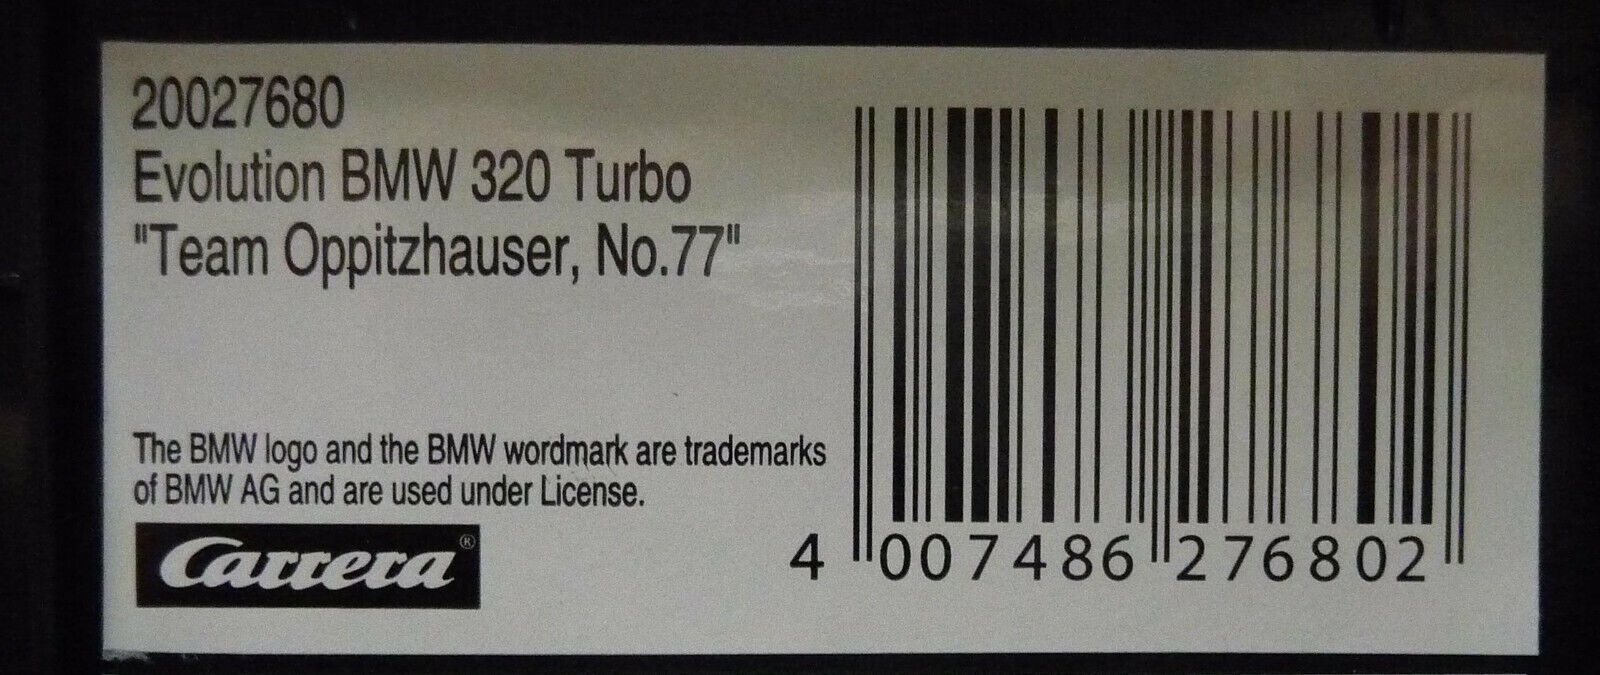 20027680
Evolution BMW 320 Turbo
"Team Oppitzhauser, No.77"
The BMW logo and the BMW wordmark are trademarks
of BMW AG and are used under License.
Carrera®
4 007486 276802